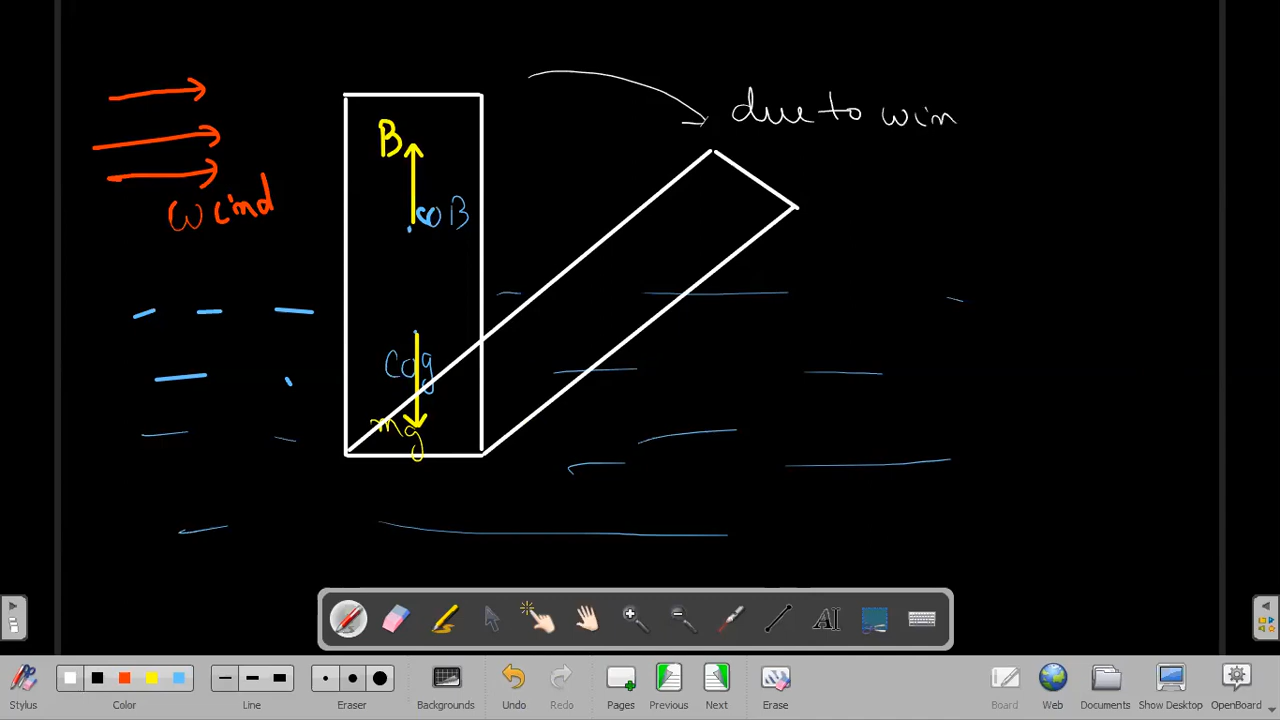 due to win
B
coB
wind
cog
mg
Stylus
Color
Line
Eraser
Backgrounds
Undo
Redo
Pages
Previous
Next
Erase
Board
Web
Documents
Show Desktop
OpenBoard
AI